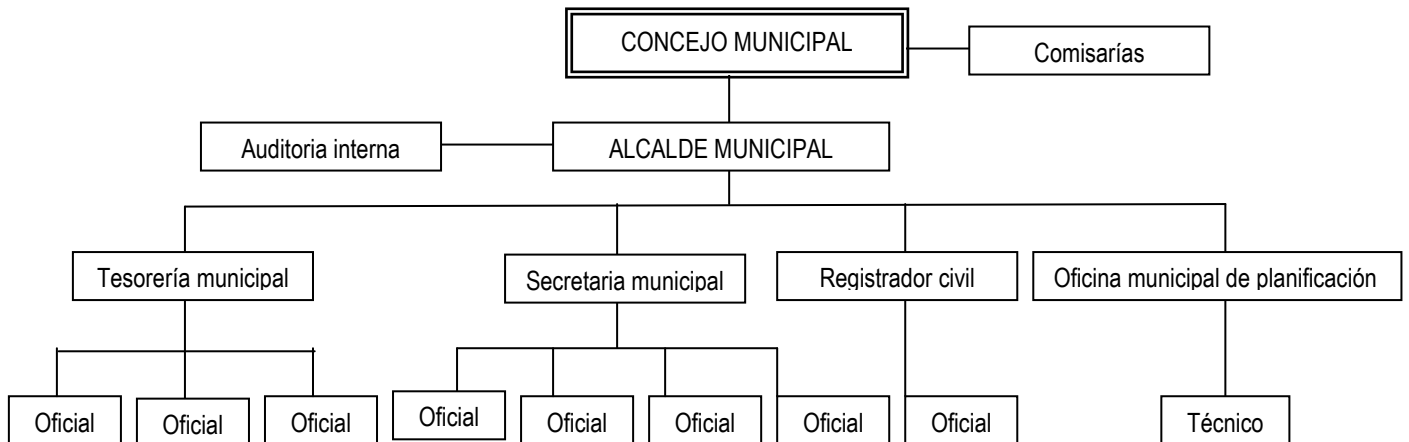 CONCEJO MUNICIPAL
Comisarías
Auditoria interna
ALCALDE MUNICIPAL
Tesorería municipal
Secretaria municipal
Registrador civil
Oficina municipal de planificación
Oficial
Oficial
Oficial
Oficial
Oficial
Oficial
Oficial
Oficial
Técnico